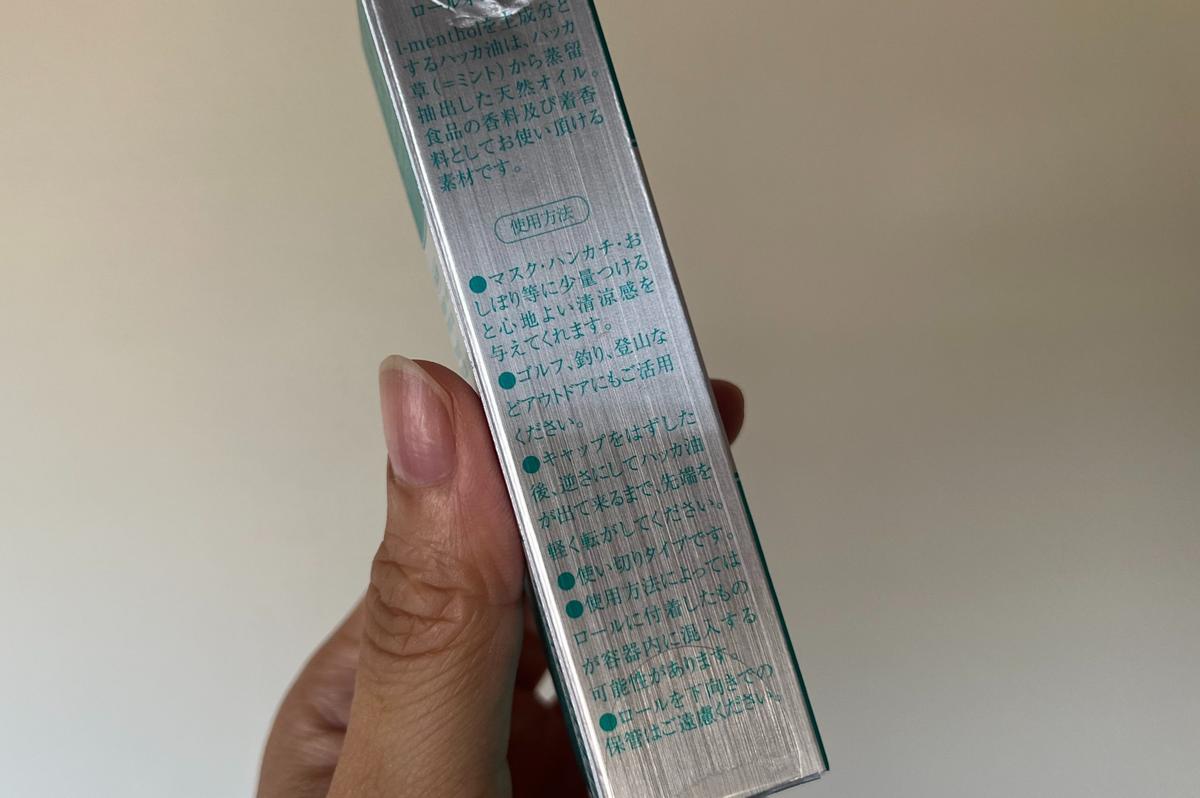 ロール
l-mentholを主成分と
するハッカ油は、ハッカ
草(=ミント)から蒸留
抽出した天然オイル。
食品の香料及び着香
料としてお使い頂ける
素材です。
使用方法
●マスク・ハンカチ・お
しぼり等に少量つける
と心地よい清涼感を
与えてくれます。
●ゴルフ、釣り、登山な
どアウトドアにもご活用
ください。
●キャップをはずした
後、逆さにしてハッカ油
が出て来るまで、先端を
軽く転がしてください。
●使い切りタイプです。
●使用方法によっては
ロールに付着したもの
が容器内に混入する
可能性があります。
●ロールを下向きでの
保管はご遠慮ください。